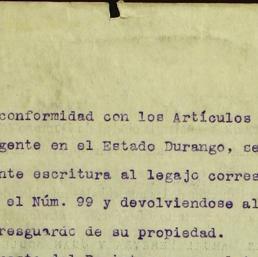 conformidad con los Artículos
gente en el Estado Durango, se
nte escritura al legajo corres
el Núm. 99 y devolviendose al
resguardo de su propiedad.